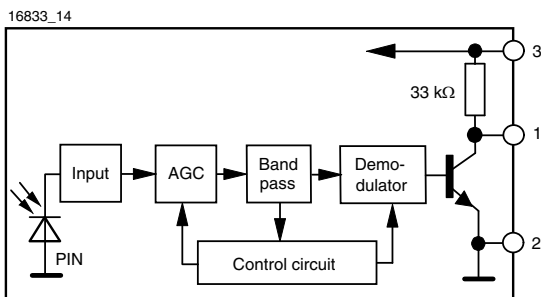 16833_14
3
33 kΩ
1
Input
AGC
Band
pass
Demo-
dulator
2
PIN
Control circuit